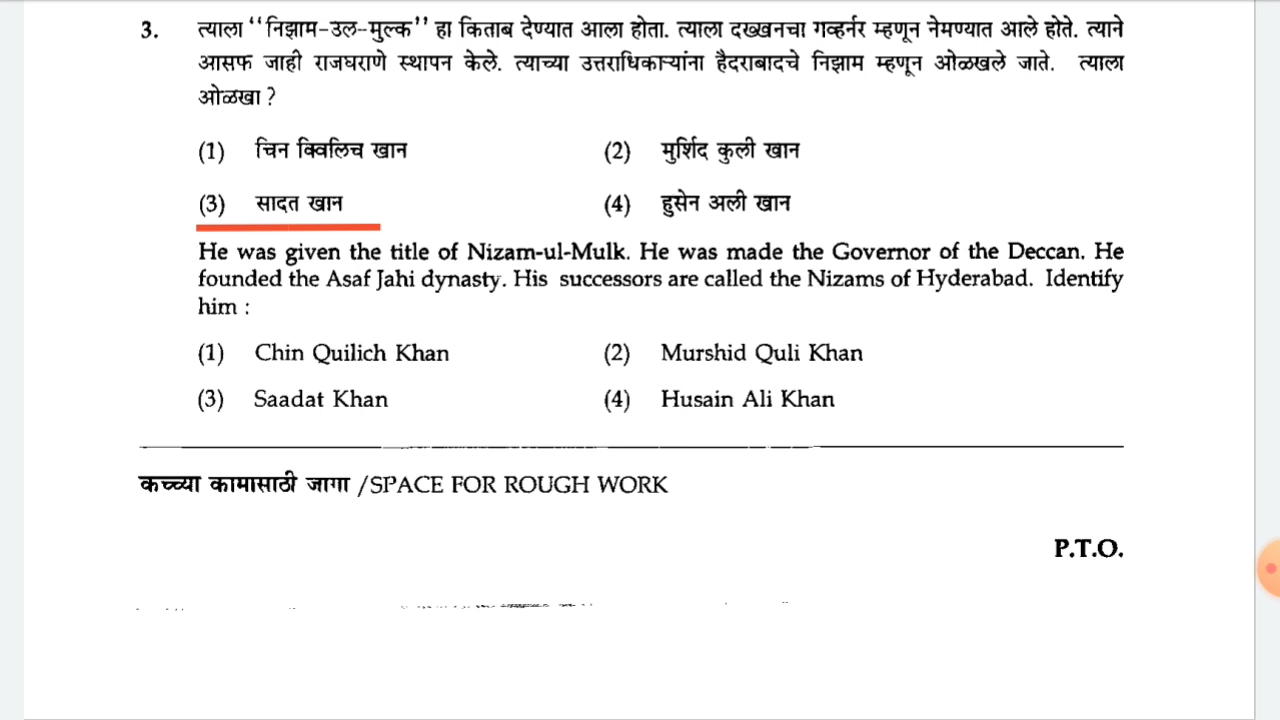 3. त्याला ‘‘निझाम-उल-मुल्क’’ हा किताब देण्यात आला होता. त्याला दख्खनचा गव्हर्नर म्हणून नेमण्यात आले होते. त्याने
आसफ जाही राजघराणे स्थापन केले. त्याच्या उत्तराधिकाऱ्यांना हैदराबादचे निझाम म्हणून ओळखले जाते. त्याला
ओळखा ?
(1) चिन क्विलिच खान (2) मुर्शिद कुली खान
(3) सादत खान (4) हुसेन अली खान
He was given the title of Nizam-ul-Mulk. He was made the Governor of the Deccan. He
founded the Asaf Jahi dynasty. His successors are called the Nizams of Hyderabad. Identify
him :
(1) Chin Quilich Khan (2) Murshid Quli Khan
(3) Saadat Khan (4) Husain Ali Khan
कच्च्या कामासाठी जागा /SPACE FOR ROUGH WORK
P.T.O.